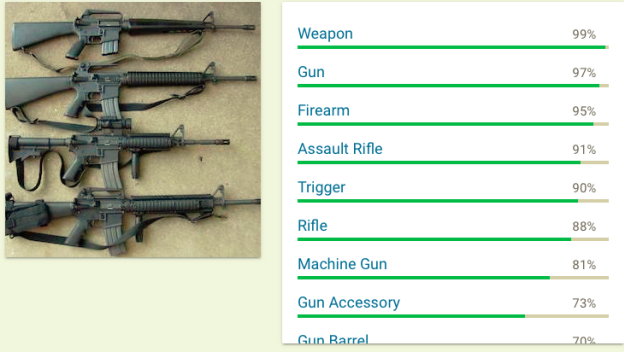 Weapon 99%
Gun 97%
Firearm 95%
Assault Rifle 91%
Trigger 90%
Rifle 88%
Machine Gun 81%
Gun Accessory 73%
Gun Barrel 70%